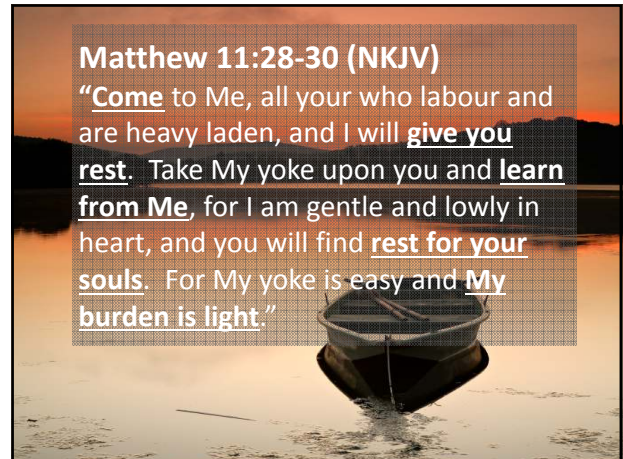 Matthew 11:28-30 (NKJV)
“Come to Me, all your who labour and
are heavy laden, and I will give you
rest.  Take My yoke upon you and learn
from Me, for I am gentle and lowly in
heart, and you will find rest for your
souls.  For My yoke is easy and My
burden is light.”